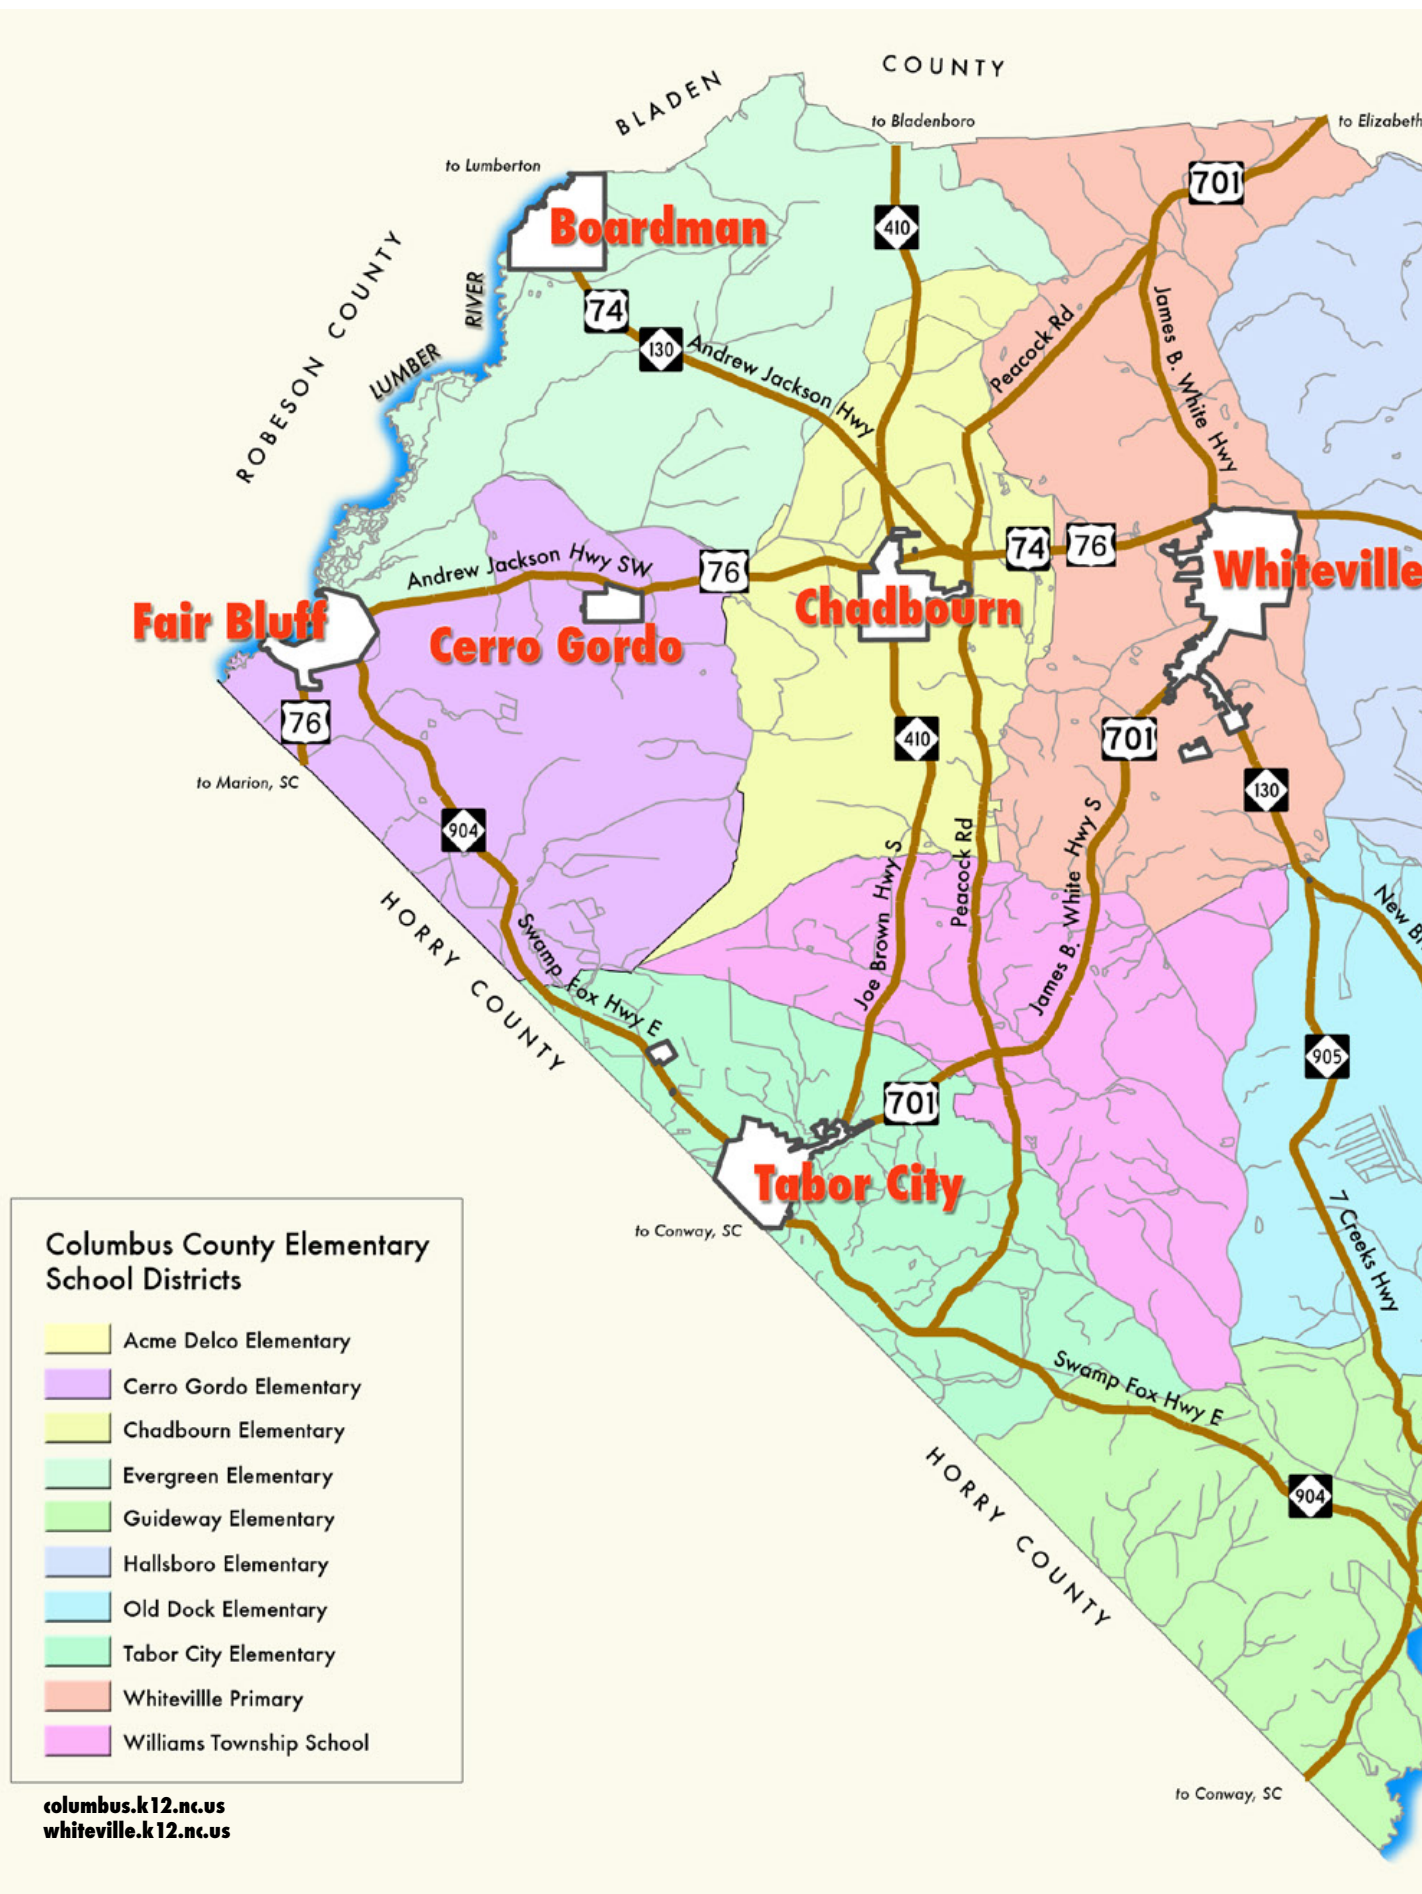 COUNTY
BLADEN
to Bladenboro
to Elizabeth
to Lumberton
701
Boardman
410
ROBESON COUNTY
RIVER
LUMBER
74
130
Andrew Jackson Hwy
Peacock Rd
James B. White Hwy
Andrew Jackson Hwy SW
76
74
76
Whiteville
Fair Bluff
Cerro Gordo
Chadbourn
76
410
701
to Marion, SC
130
904
Joe Brown Hwy S
Peacock Rd
James B. White Hwy S
HORRY COUNTY
Swamp Fox Hwy E
New Br
905
701
Tabor City
to Conway, SC
7 Creeks Hwy
Swamp Fox Hwy E
904
HORRY COUNTY
to Conway, SC
Columbus County Elementary
School Districts
Acme Delco Elementary
Cerro Gordo Elementary
Chadbourn Elementary
Evergreen Elementary
Guideway Elementary
Hallsboro Elementary
Old Dock Elementary
Tabor City Elementary
Whitevillle Primary
Williams Township School
columbus.k12.nc.us
whiteville.k12.nc.us